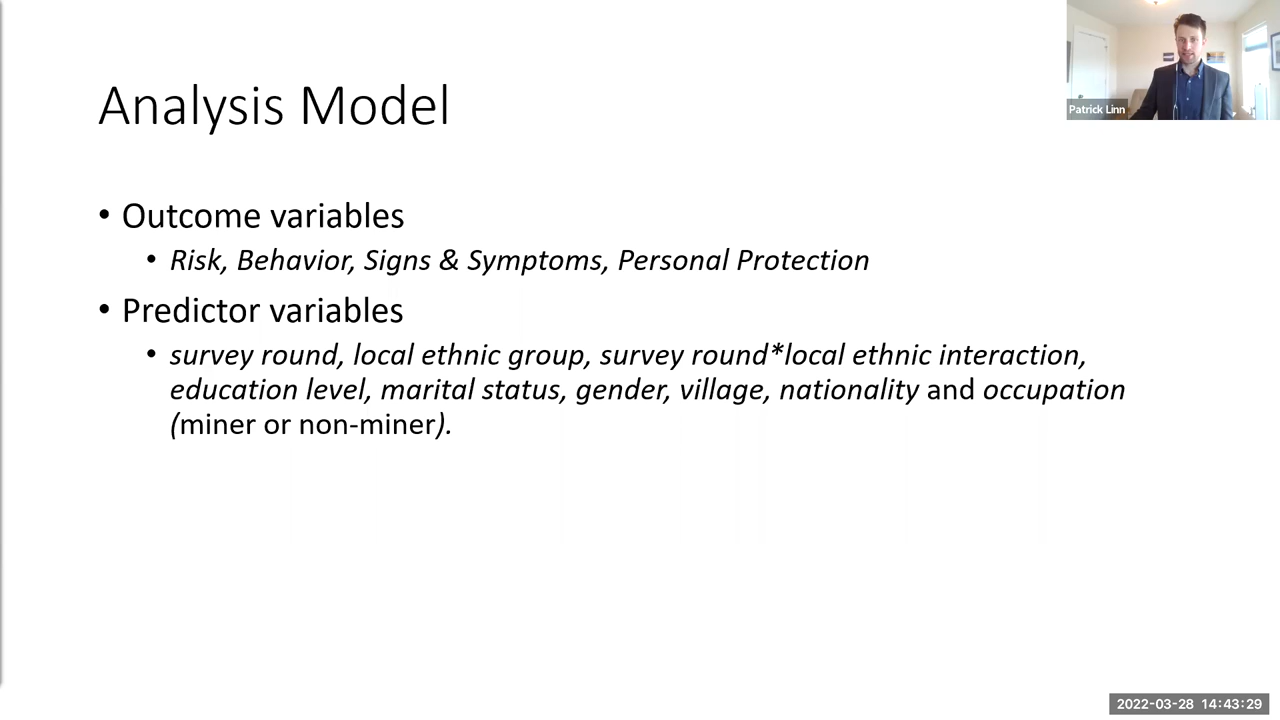 Analysis Model
Patrick Linn
• Outcome variables
• Risk, Behavior, Signs & Symptoms, Personal Protection
• Predictor variables
• survey round, local ethnic group, survey round*local ethnic interaction,
education level, marital status, gender, village, nationality and occupation
(miner or non-miner).
2022-03-28 14:43:29